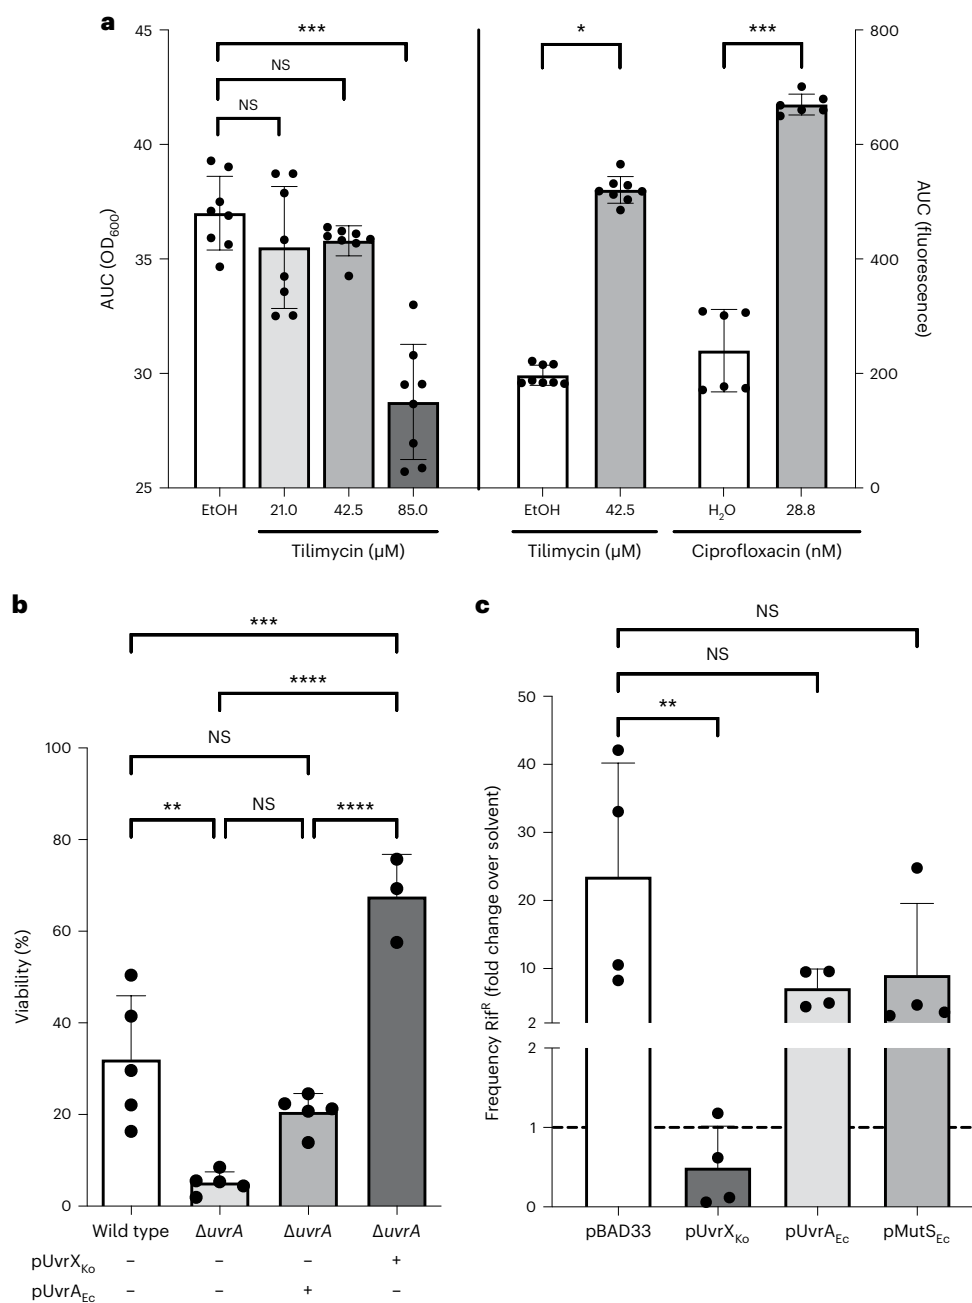 a
45
40
35
30
25
AUC (OD600)
***
NS
NS
*
***
800
600
400
200
0
AUC (fluorescence)
EtOH 21.0 42.5 85.0 EtOH 42.5 H2O 28.8
Tilimycin (µM) Tilimycin (µM) Ciprofloxacin (nM)
b
***
****
NS
** NS ****
100
80
60
40
20
0
Viability (%)
Wild type ΔuvrA ΔuvrA ΔuvrA
pUvrXKo – – – +
pUvrAEc – – + –
c
NS
NS
**
50
40
30
20
10
2
2
1
0
Frequency RifR (fold change over solvent)
pBAD33 pUvrXKo pUvrAEc pMutSEc